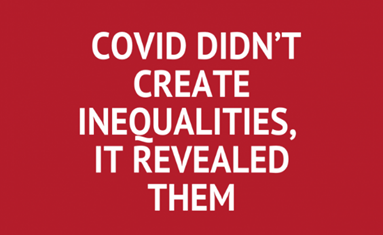 COVID DIDN’T
CREATE
INEQUALITIES,
IT REVEALED
THEM